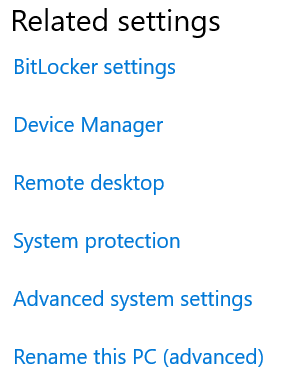 Related settings
BitLocker settings
Device Manager
Remote desktop
System protection
Advanced system settings
Rename this PC (advanced)